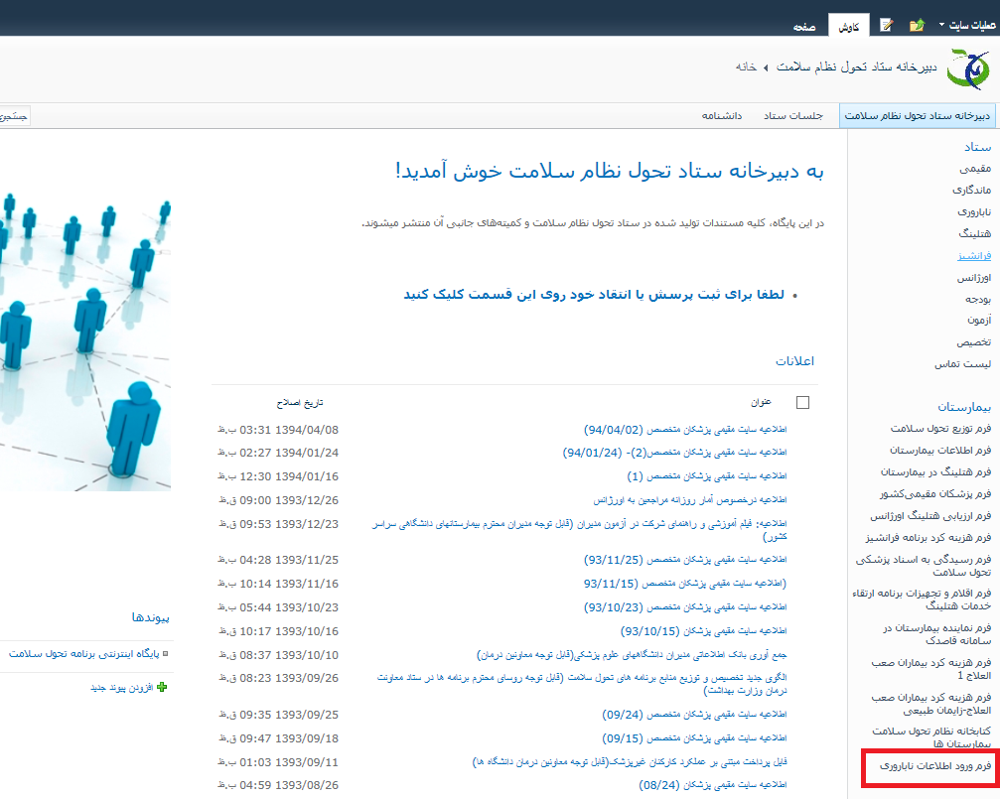 عملیات سایت
کاوش
صفحه
دبیرخانه ستاد تحول نظام سلامت
خانه
دبیرخانه ستاد تحول نظام سلامت
جلسات ستاد
دانشنامه
ستاد
مقیمی
ماندگاری
ناباروری
هتلینگ
فرانشیز
اورژانس
بودجه
آزمون
تخصیص
لیست تماس
بیمارستان
فرم توزیع تحول سلامت
فرم اطلاعات بیمارستان
فرم هتلینگ در بیمارستان
فرم پزشکان مقیمی‌کشور
فرم ارزیابی هتلینگ اورژانس
فرم هزینه کرد برنامه فرانشیز
فرم رسیدگی به اسناد پزشکی
تحول سلامت
فرم اقلام و تجهیزات برنامه ارتقاء
خدمات هتلینگ
فرم نماینده بیمارستان در
سامانه قاصدک
فرم هزینه کرد بیماران صعب
العلاج 1
فرم هزینه کرد بیماران صعب
العلاج-زایمان طبیعی
کتابخانه نظام تحول سلامت
بیمارستان ها
فرم ورود اطلاعات ناباروری
به دبیرخانه ستاد تحول نظام سلامت خوش آمدید!
در این پایگاه، کلیه مستندات تولید شده در ستاد تحول نظام سلامت و کمیته‌های جانبی آن منتشر میشوند.
• لطفا برای ثبت پرسش یا انتقاد خود روی این قسمت کلیک کنید
اعلانات
عنوان
تاریخ اصلاح
اطلاعیه سایت مقیمی پزشکان متخصص (94/04/02)
1394/04/08 03:31 ب.ظ
اطلاعیه سایت مقیمی پزشکان متخصص(2)- (94/01/24)
1394/01/24 02:27 ب.ظ
اطلاعیه سایت مقیمی پزشکان متخصص (1)
1394/01/16 12:30 ب.ظ
اطلاعیه درخصوص آمار روزانه مراجعین به اورژانس
1393/12/26 09:00 ق.ظ
اطلاعیه: فیلم آموزشی و راهنمای شرکت در آزمون مدیران (قابل توجه مدیران محترم بیمارستانهای دانشگاهی سراسر
کشور)
1393/12/23 09:53 ق.ظ
اطلاعیه سایت مقیمی پزشکان متخصص (93/11/25)
1393/11/25 04:28 ب.ظ
(اطلاعیه سایت مقیمی پزشکان متخصص (93/11/15
1393/11/16 10:14 ب.ظ
اطلاعیه سایت مقیمی پزشکان متخصص (93/10/23)
1393/10/23 05:44 ب.ظ
اطلاعیه سایت مقیمی پزشکان متخصص (93/10/15)
1393/10/16 10:17 ق.ظ
جمع آوری بانک اطلاعاتی مدیران دانشگاههای علوم پزشکی(قابل توجه معاونین درمان)
1393/10/10 08:37 ق.ظ
الگوی جدید تخصیص و توزیع منابع برنامه های تحول سلامت (قابل توجه روسای محترم برنامه ها در ستاد معاونت
درمان وزارت بهداشت)
1393/09/26 08:23 ق.ظ
اطلاعیه سایت مقیمی پزشکان متخصص (09/24)
1393/09/25 09:35 ق.ظ
اطلاعیه سایت مقیمی پزشکان متخصص (09/15)
1393/09/18 09:47 ق.ظ
فایل پرداخت مبتنی بر عملکرد کارکنان غیرپزشک(قابل توجه معاونین درمان دانشگاه ها)
1393/09/11 01:03 ب.ظ
اطلاعیه سایت مقیمی پزشکان متخصص (08/24)
1393/08/26 04:59 ب.ظ
پیوندها
پایگاه اینترنتی برنامه تحول سلامت
افزودن پیوند جدید